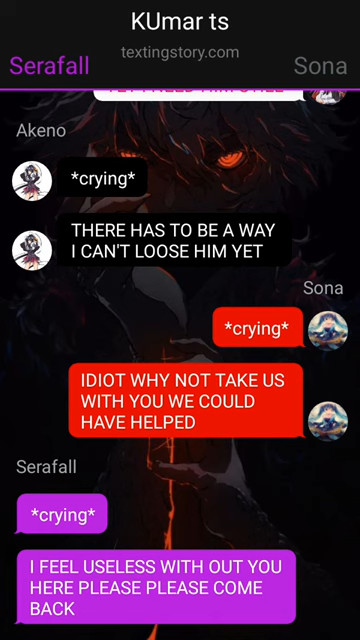 KUmar ts
textingstory.com
Serafall
Sona
Akeno
*crying*
THERE HAS TO BE A WAY
I CAN'T LOOSE HIM YET
Sona
*crying*
IDIOT WHY NOT TAKE US
WITH YOU WE COULD
HAVE HELPED
Serafall
*crying*
I FEEL USELESS WITH OUT YOU
HERE PLEASE PLEASE COME
BACK